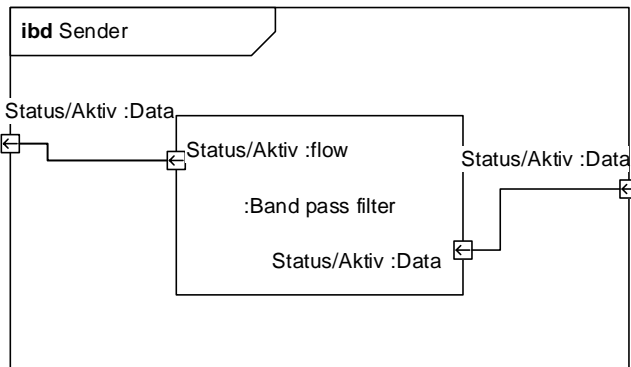 ibd Sender
Status/Aktiv :Data
Status/Aktiv :flow
Status/Aktiv :Data
:Band pass filter
Status/Aktiv :Data